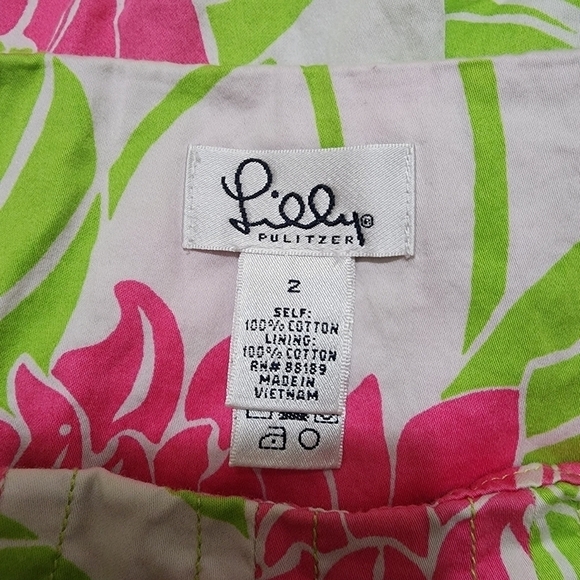 Lilly®
PULITZER
2
SELF:
100% COTTON
LINING:
100% COTTON
RN# 88189
MADE IN
VIETNAM